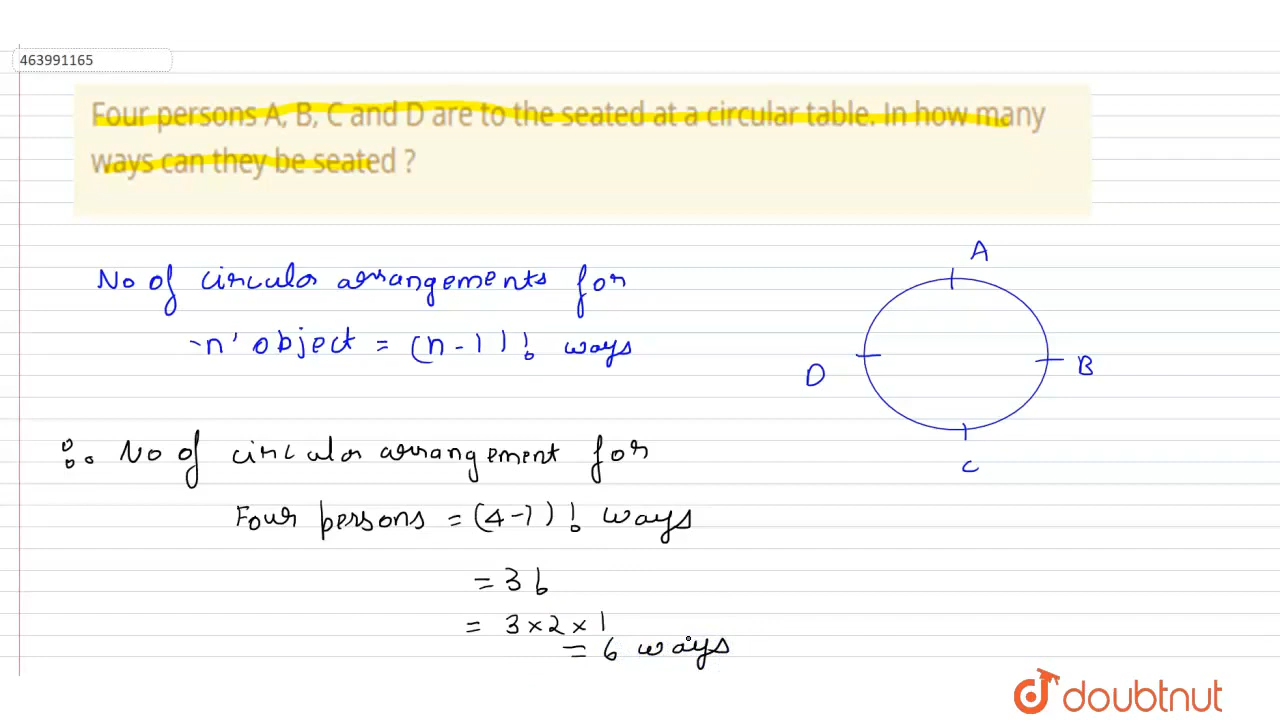 463991165
Four persons A, B, C and D are to the seated at a circular table. In how many
ways can they be seated ?
No of circular arrangements for
'n' object = (n-1)! ways
A
B
C
D
∴ No of circular arrangement for
Four persons = (4-1)! ways
= 3!
= 3×2×1
= 6 ways
doubtnut